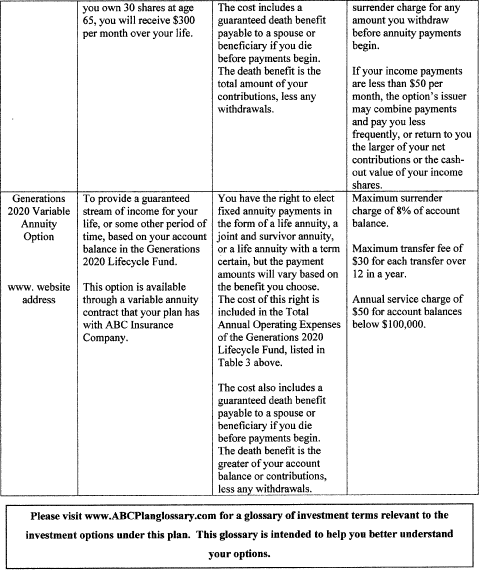 you own 30 shares at age
65, you will receive $300
per month over your life.
The cost includes a
guaranteed death benefit
payable to a spouse or
beneficiary if you die
before payments begin.
The death benefit is the
total amount of your
contributions, less any
withdrawals.
surrender charge for any
amount you withdraw
before annuity payments
begin.
If your income payments
are less than $50 per
month, the option's issuer
may combine payments
and pay you less
frequently, or return to you
the larger of your net
contributions or the cash-
out value of your income
shares.
Generations
2020 Variable
Annuity
Option
www. website
address
To provide a guaranteed
stream of income for your
life, or some other period of
time, based on your account
balance in the Generations
2020 Lifecycle Fund.
This option is available
through a variable annuity
contract that your plan has
with ABC Insurance
Company.
You have the right to elect
fixed annuity payments in
the form of a life annuity, a
joint and survivor annuity,
or a life annuity with a term
certain, but the payment
amounts will vary based on
the benefit you choose.
The cost of this right is
included in the Total
Annual Operating Expenses
of the Generations 2020
Lifecycle Fund, listed in
Table 3 above.
The cost also includes a
guaranteed death benefit
payable to a spouse or
beneficiary if you die
before payments begin.
The death benefit is the
greater of your account
balance or contributions,
less any withdrawals.
Maximum surrender
charge of 8% of account
balance.
Maximum transfer fee of
$30 for each transfer over
12 in a year.
Annual service charge of
$50 for account balances
below $100,000.
Please visit www.ABCPlanglossary.com for a glossary of investment terms relevant to the
investment options under this plan. This glossary is intended to help you better understand
your options.